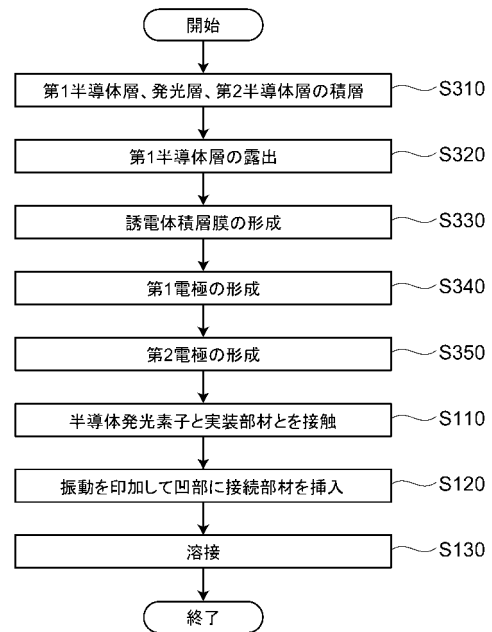 開始
第1半導体層、発光層、第2半導体層の積層 S310
第1半導体層の露出 S320
誘電体積層膜の形成 S330
第1電極の形成 S340
第2電極の形成 S350
半導体発光素子と実装部材とを接触 S110
振動を印加して凹部に接続部材を挿入 S120
溶接 S130
終了